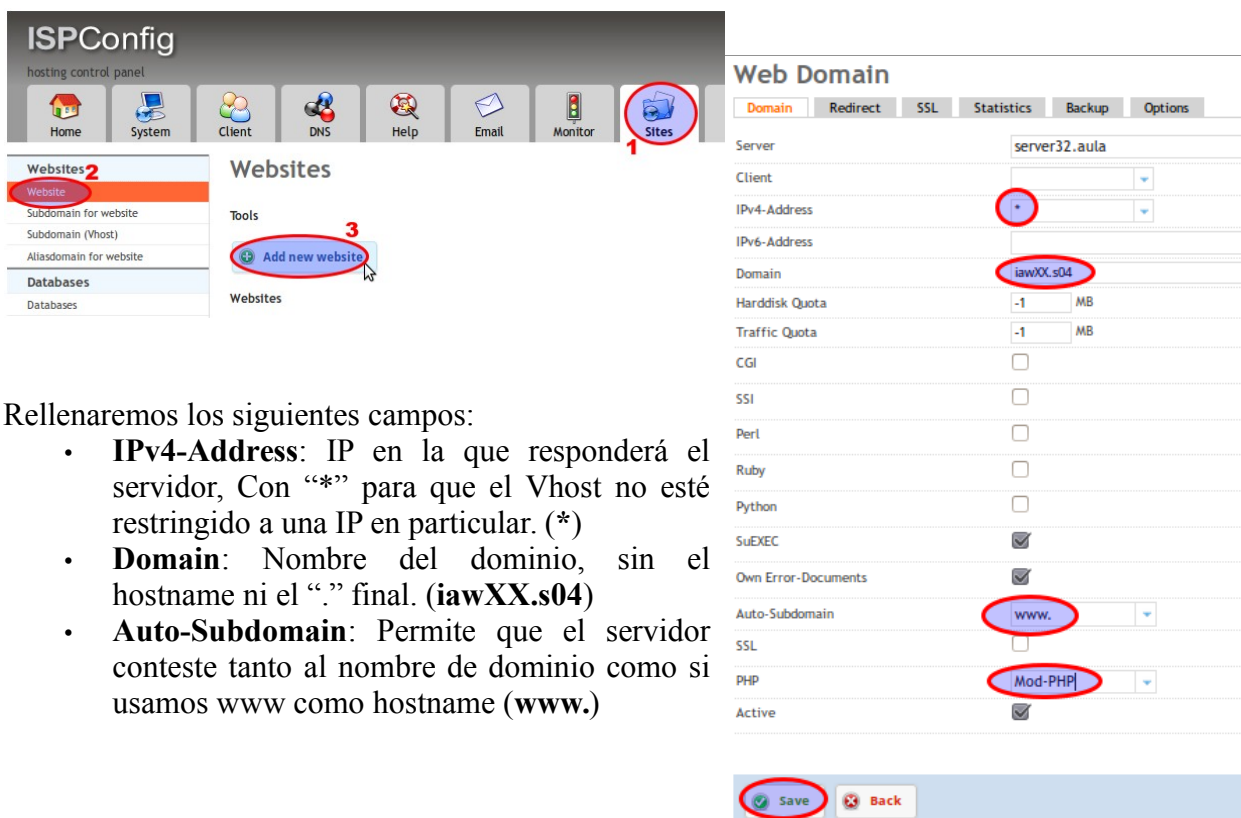 ISPConfig
hosting control panel
Home System Client DNS Help Email Monitor Sites
1
Websites 2
Website
Subdomain for website
Subdomain (Vhost)
Aliasdomain for website
Databases
Databases
Websites
Tools
3
Add new website
Websites
Rellenaremos los siguientes campos:
• IPv4-Address: IP en la que responderá el
servidor, Con “*” para que el Vhost no esté
restringido a una IP en particular. (*)
• Domain: Nombre del dominio, sin el
hostname ni el “.” final. (iawXX.s04)
• Auto-Subdomain: Permite que el servidor
conteste tanto al nombre de dominio como si
usamos www como hostname (www.)
Web Domain
Domain Redirect SSL Statistics Backup Options
Server server32.aula
Client
IPv4-Address *
IPv6-Address
Domain iawXX.s04
Harddisk Quota -1 MB
Traffic Quota -1 MB
CGI
SSI
Perl
Ruby
Python
SuEXEC
Own Error-Documents
Auto-Subdomain www.
SSL
PHP Mod-PHP
Active
Save Back